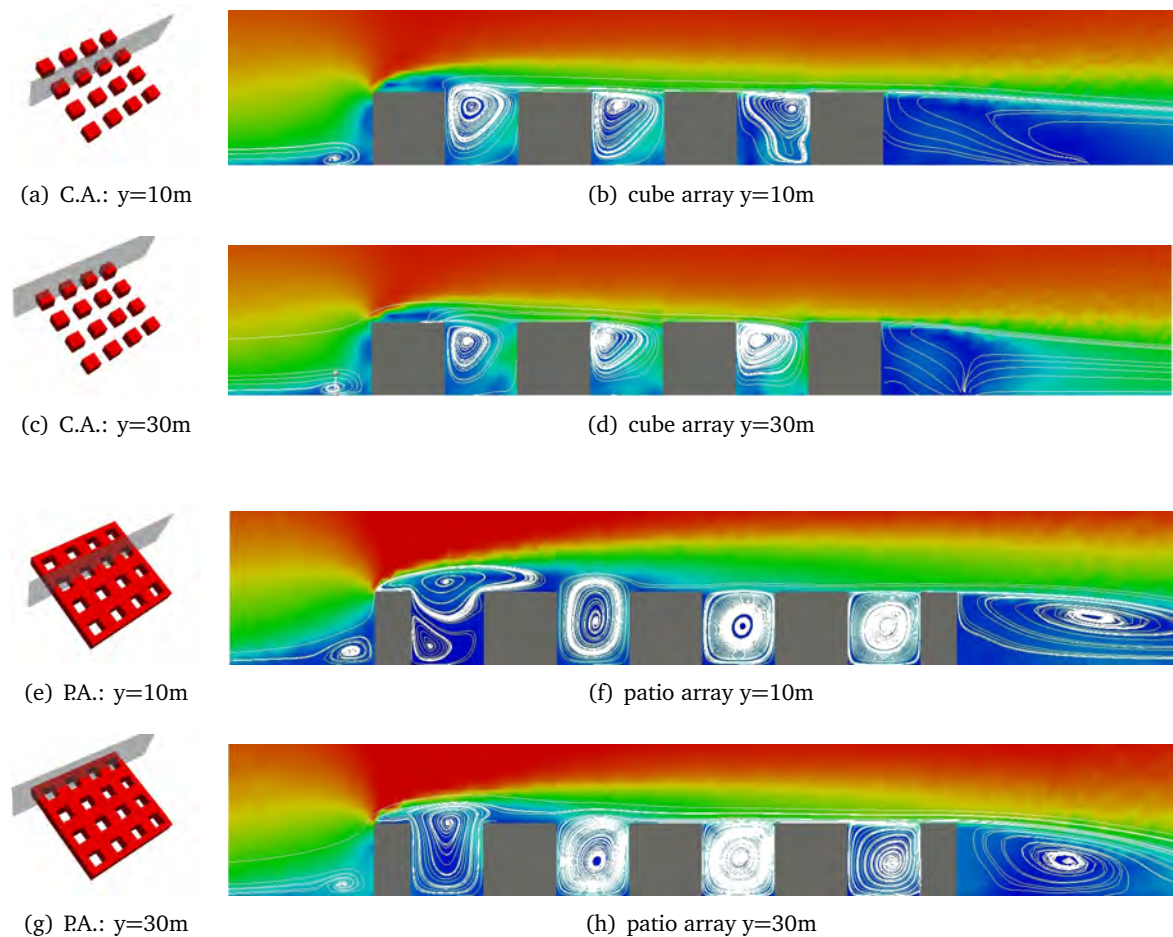 (a) C.A.: y=10m
(b) cube array y=10m
(c) C.A.: y=30m
(d) cube array y=30m
(e) P.A.: y=10m
(f) patio array y=10m
(g) P.A.: y=30m
(h) patio array y=30m